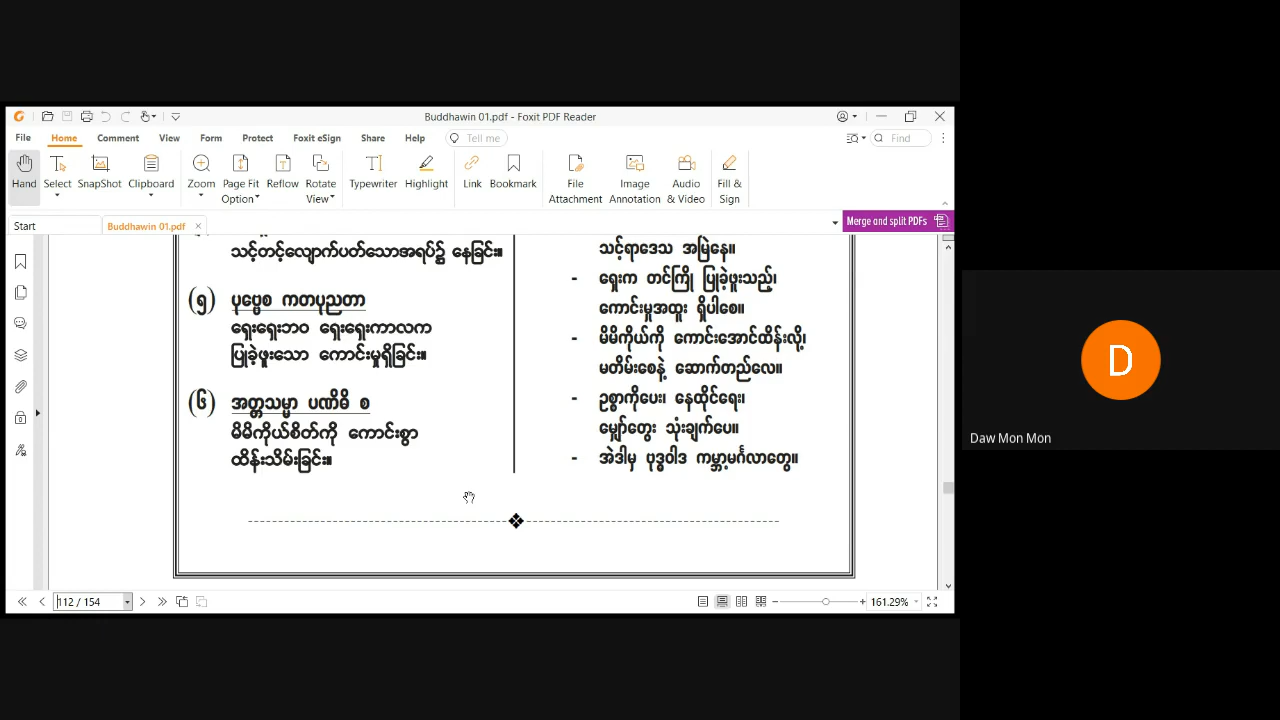 Buddhawin 01.pdf - Foxit PDF Reader
File Home Comment View Form Protect Foxit eSign Share Help Tell me Find
Hand Select SnapShot Clipboard Zoom Page Fit Option Reflow Rotate View Typewriter Highlight Link Bookmark File Attachment Image Annotation Audio & Video Fill & Sign
Start Buddhawin 01.pdf Merge and split PDFs
သင့်တင့်လျောက်ပတ်သောအရပ်၌ နေခြင်း။
(၅) ပုဗ္ဗေစ ကတပုညတာ
ရှေးရှေးဘဝ ရှေးရှေးကာလက
ပြုခဲ့ဖူးသော ကောင်းမှုရှိခြင်း။
(၆) အတ္တသမ္မာ ပဏိဓိ စ
မိမိကိုယ်စိတ်ကို ကောင်းစွာ
ထိန်းသိမ်းခြင်း။
သင့်ရာဒေသ အမြဲနေ။
- ရှေးက တင်ကြို ပြုခဲ့ဖူးသည့်၊
ကောင်းမှုအထူး ရှိပါစေ။
- မိမိကိုယ်ကို ကောင်းအောင်ထိန်းလို့၊
မတိမ်းစေနဲ့ ဆောက်တည်လေ။
- ဥစ္စာကိုပေး၊ နေထိုင်ရေး၊
မျှော်တွေး သုံးချက်ပေ။
- အဲဒါမှ ဗုဒ္ဓဝါဒ ကမ္ဘာ့မင်္ဂလာတွေ။
112 / 154 161.29%
D
Daw Mon Mon